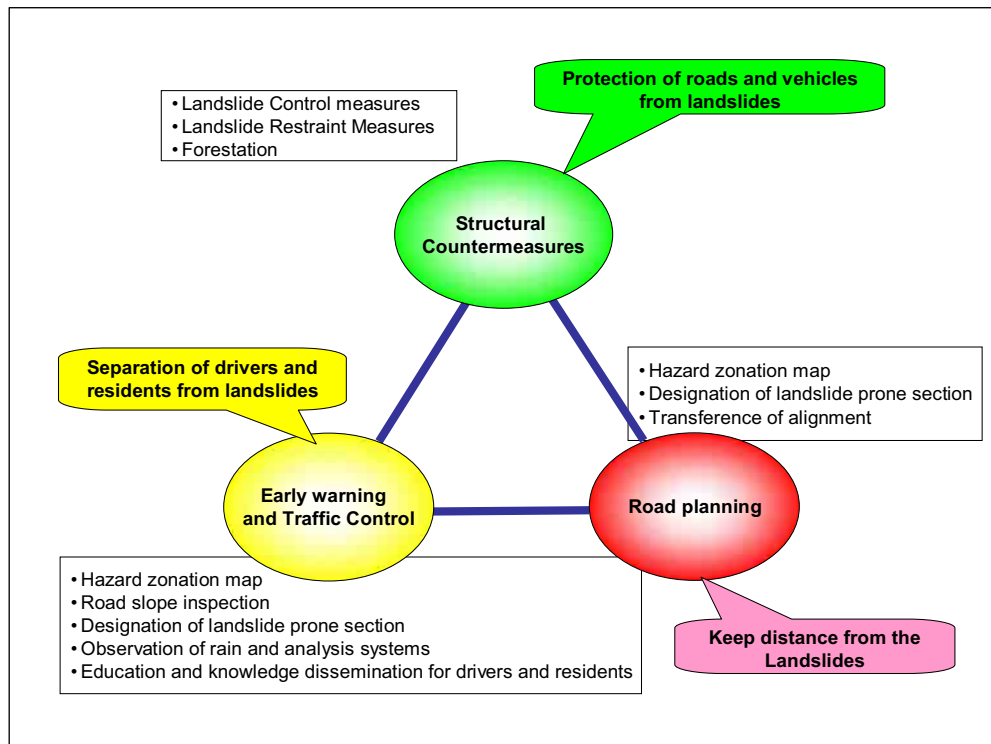 Protection of roads and vehicles
from landslides
• Landslide Control measures
• Landslide Restraint Measures
• Forestation
Structural
Countermeasures
Separation of drivers and
residents from landslides
• Hazard zonation map
• Designation of landslide prone section
• Transference of alignment
Early warning
and Traffic Control
Road planning
• Hazard zonation map
• Road slope inspection
• Designation of landslide prone section
• Observation of rain and analysis systems
• Education and knowledge dissemination for drivers and residents
Keep distance from the
Landslides